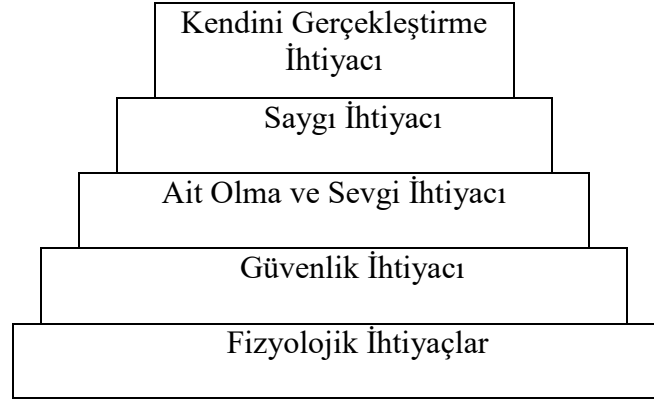 Kendini Gerçekleştirme
İhtiyacı
Saygı İhtiyacı
Ait Olma ve Sevgi İhtiyacı
Güvenlik İhtiyacı
Fizyolojik İhtiyaçlar